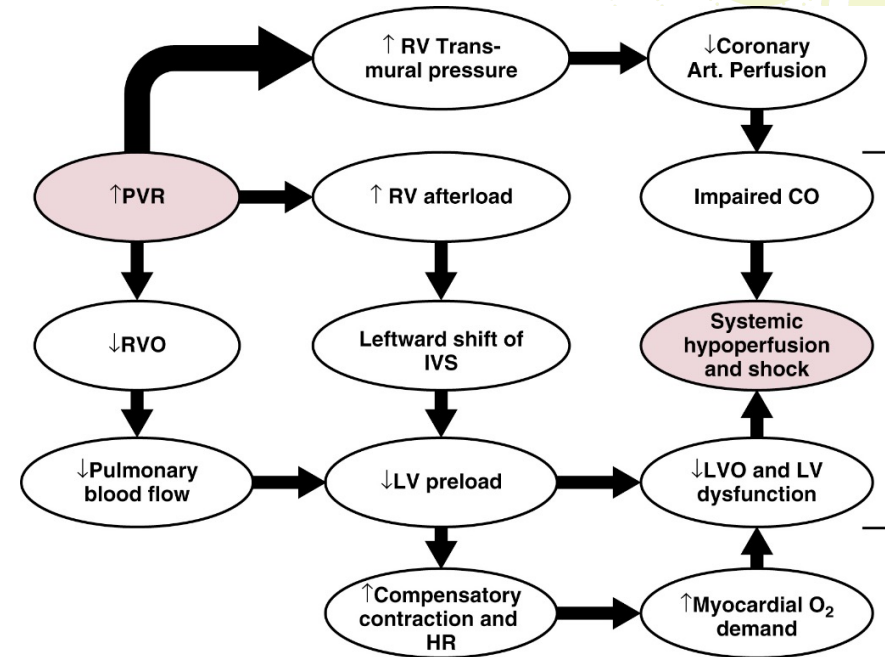 ↑ RV Trans-
mural pressure
↓Coronary
Art. Perfusion
↑PVR
↑ RV afterload
Impaired CO
↓RVO
Leftward shift of
IVS
Systemic
hypoperfusion
and shock
↓Pulmonary
blood flow
↓LV preload
↓LVO and LV
dysfunction
↑Compensatory
contraction and
HR
↑Myocardial O₂
demand